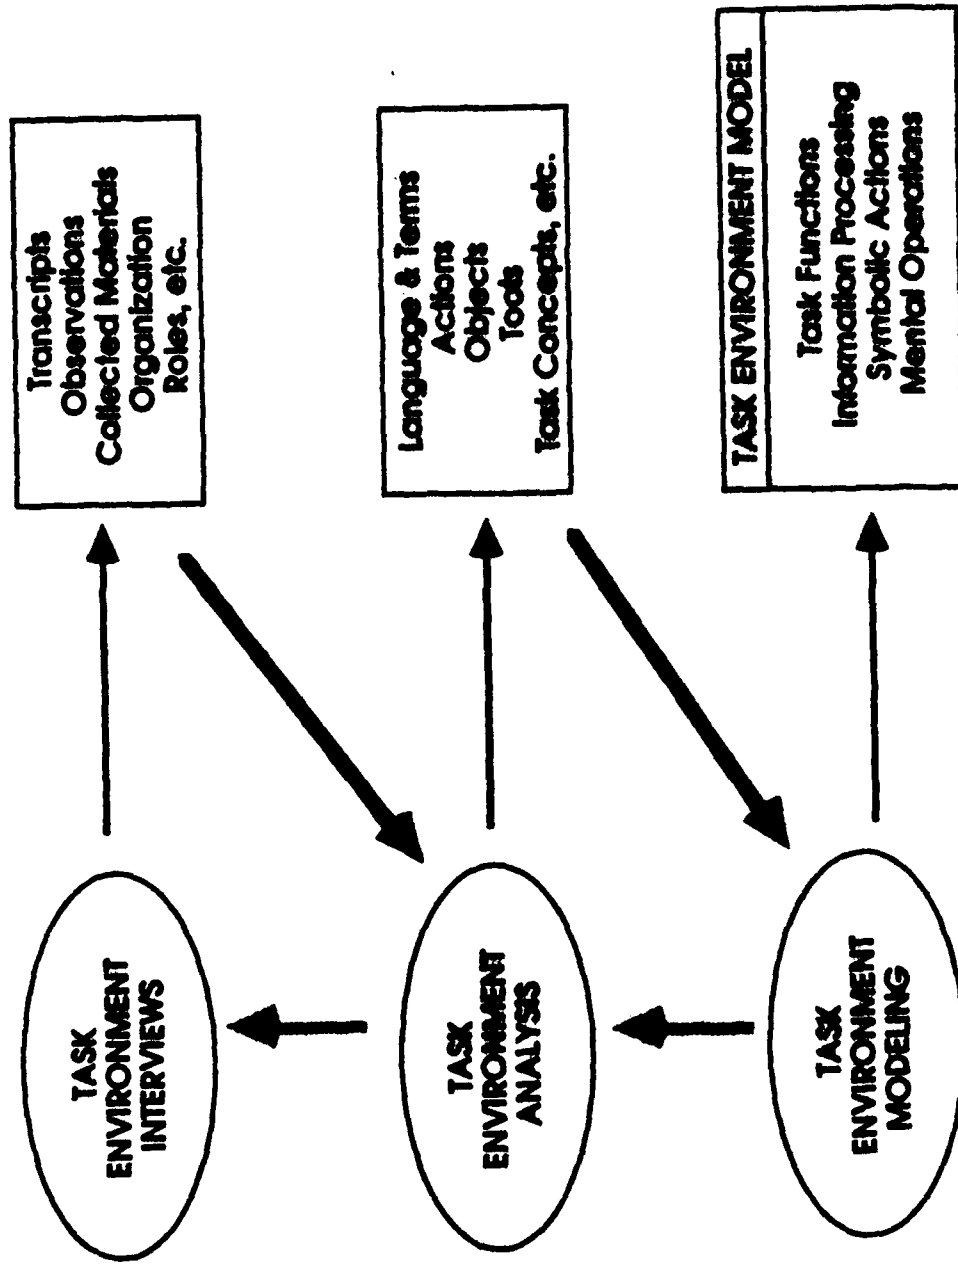 TASK
ENVIRONMENT
INTERVIEWS
Transcripts
Observations
Collected Materials
Organization
Roles, etc.
TASK
ENVIRONMENT
ANALYSIS
Language & Terms
Actions
Objects
Tools
Task Concepts, etc.
TASK
ENVIRONMENT
MODELING
TASK ENVIRONMENT MODEL
Task Functions
Information Processing
Symbolic Actions
Mental Operations